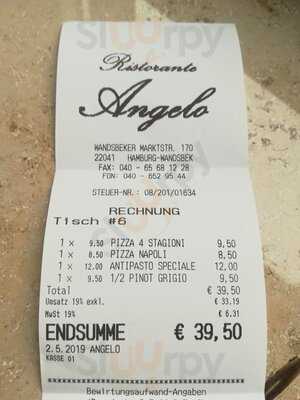 Sluurpy
Ristorante
Angelo
WANDSBEKER MARKTSTR. 170
22041 HAMBURG-WANDSBEK
FAX: 040 - 65 68 12 28
FON: 040 - 652 95 44
STEUER-NR.: 08/201/01634
RECHNUNG
Tisch #6
1 x 9.50 PIZZA 4 STAGIONI 9,50
1 x 8.50 PIZZA NAPOLI 8,50
1 x 12.00 ANTIPASTO SPECIALE 12,00
1 x 9.50 1/2 PINOT GRIGIO 9,50
Total € 39,50
Umsatz 19% exkl. € 33.19
MwSt 19% € 6.31
ENDSUMME € 39,50
2.5.2019 ANGELO
KASSE 01
Sluurpy
Bewirtungsaufwand-Angaben